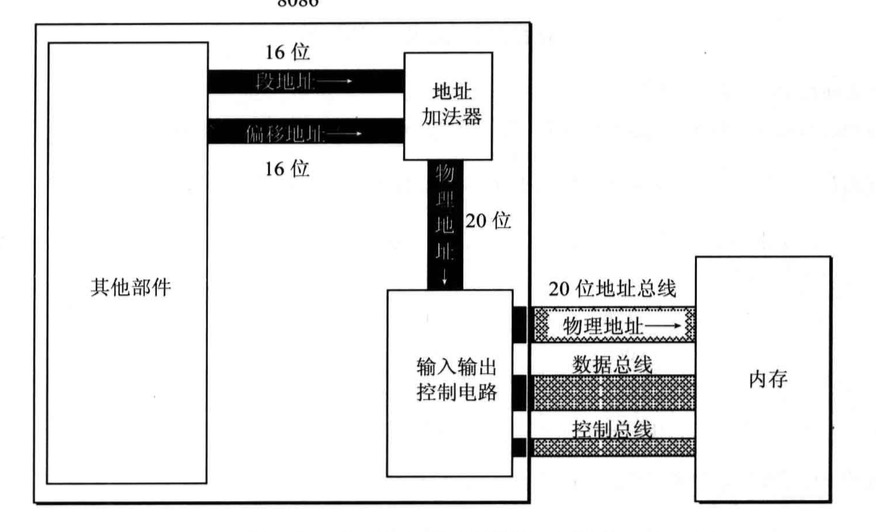 8086
16 位
段地址
地址
加法器
偏移地址
16 位
物
理
地
址
20 位
其他部件
20 位地址总线
物理地址
输入输出
控制电路
数据总线
内存
控制总线